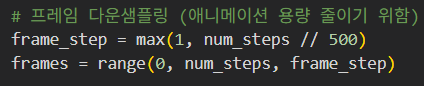 # 프레임 다운샘플링 (애니메이션 용량 줄이기 위함)
frame_step = max(1, num_steps // 500)
frames = range(0, num_steps, frame_step)